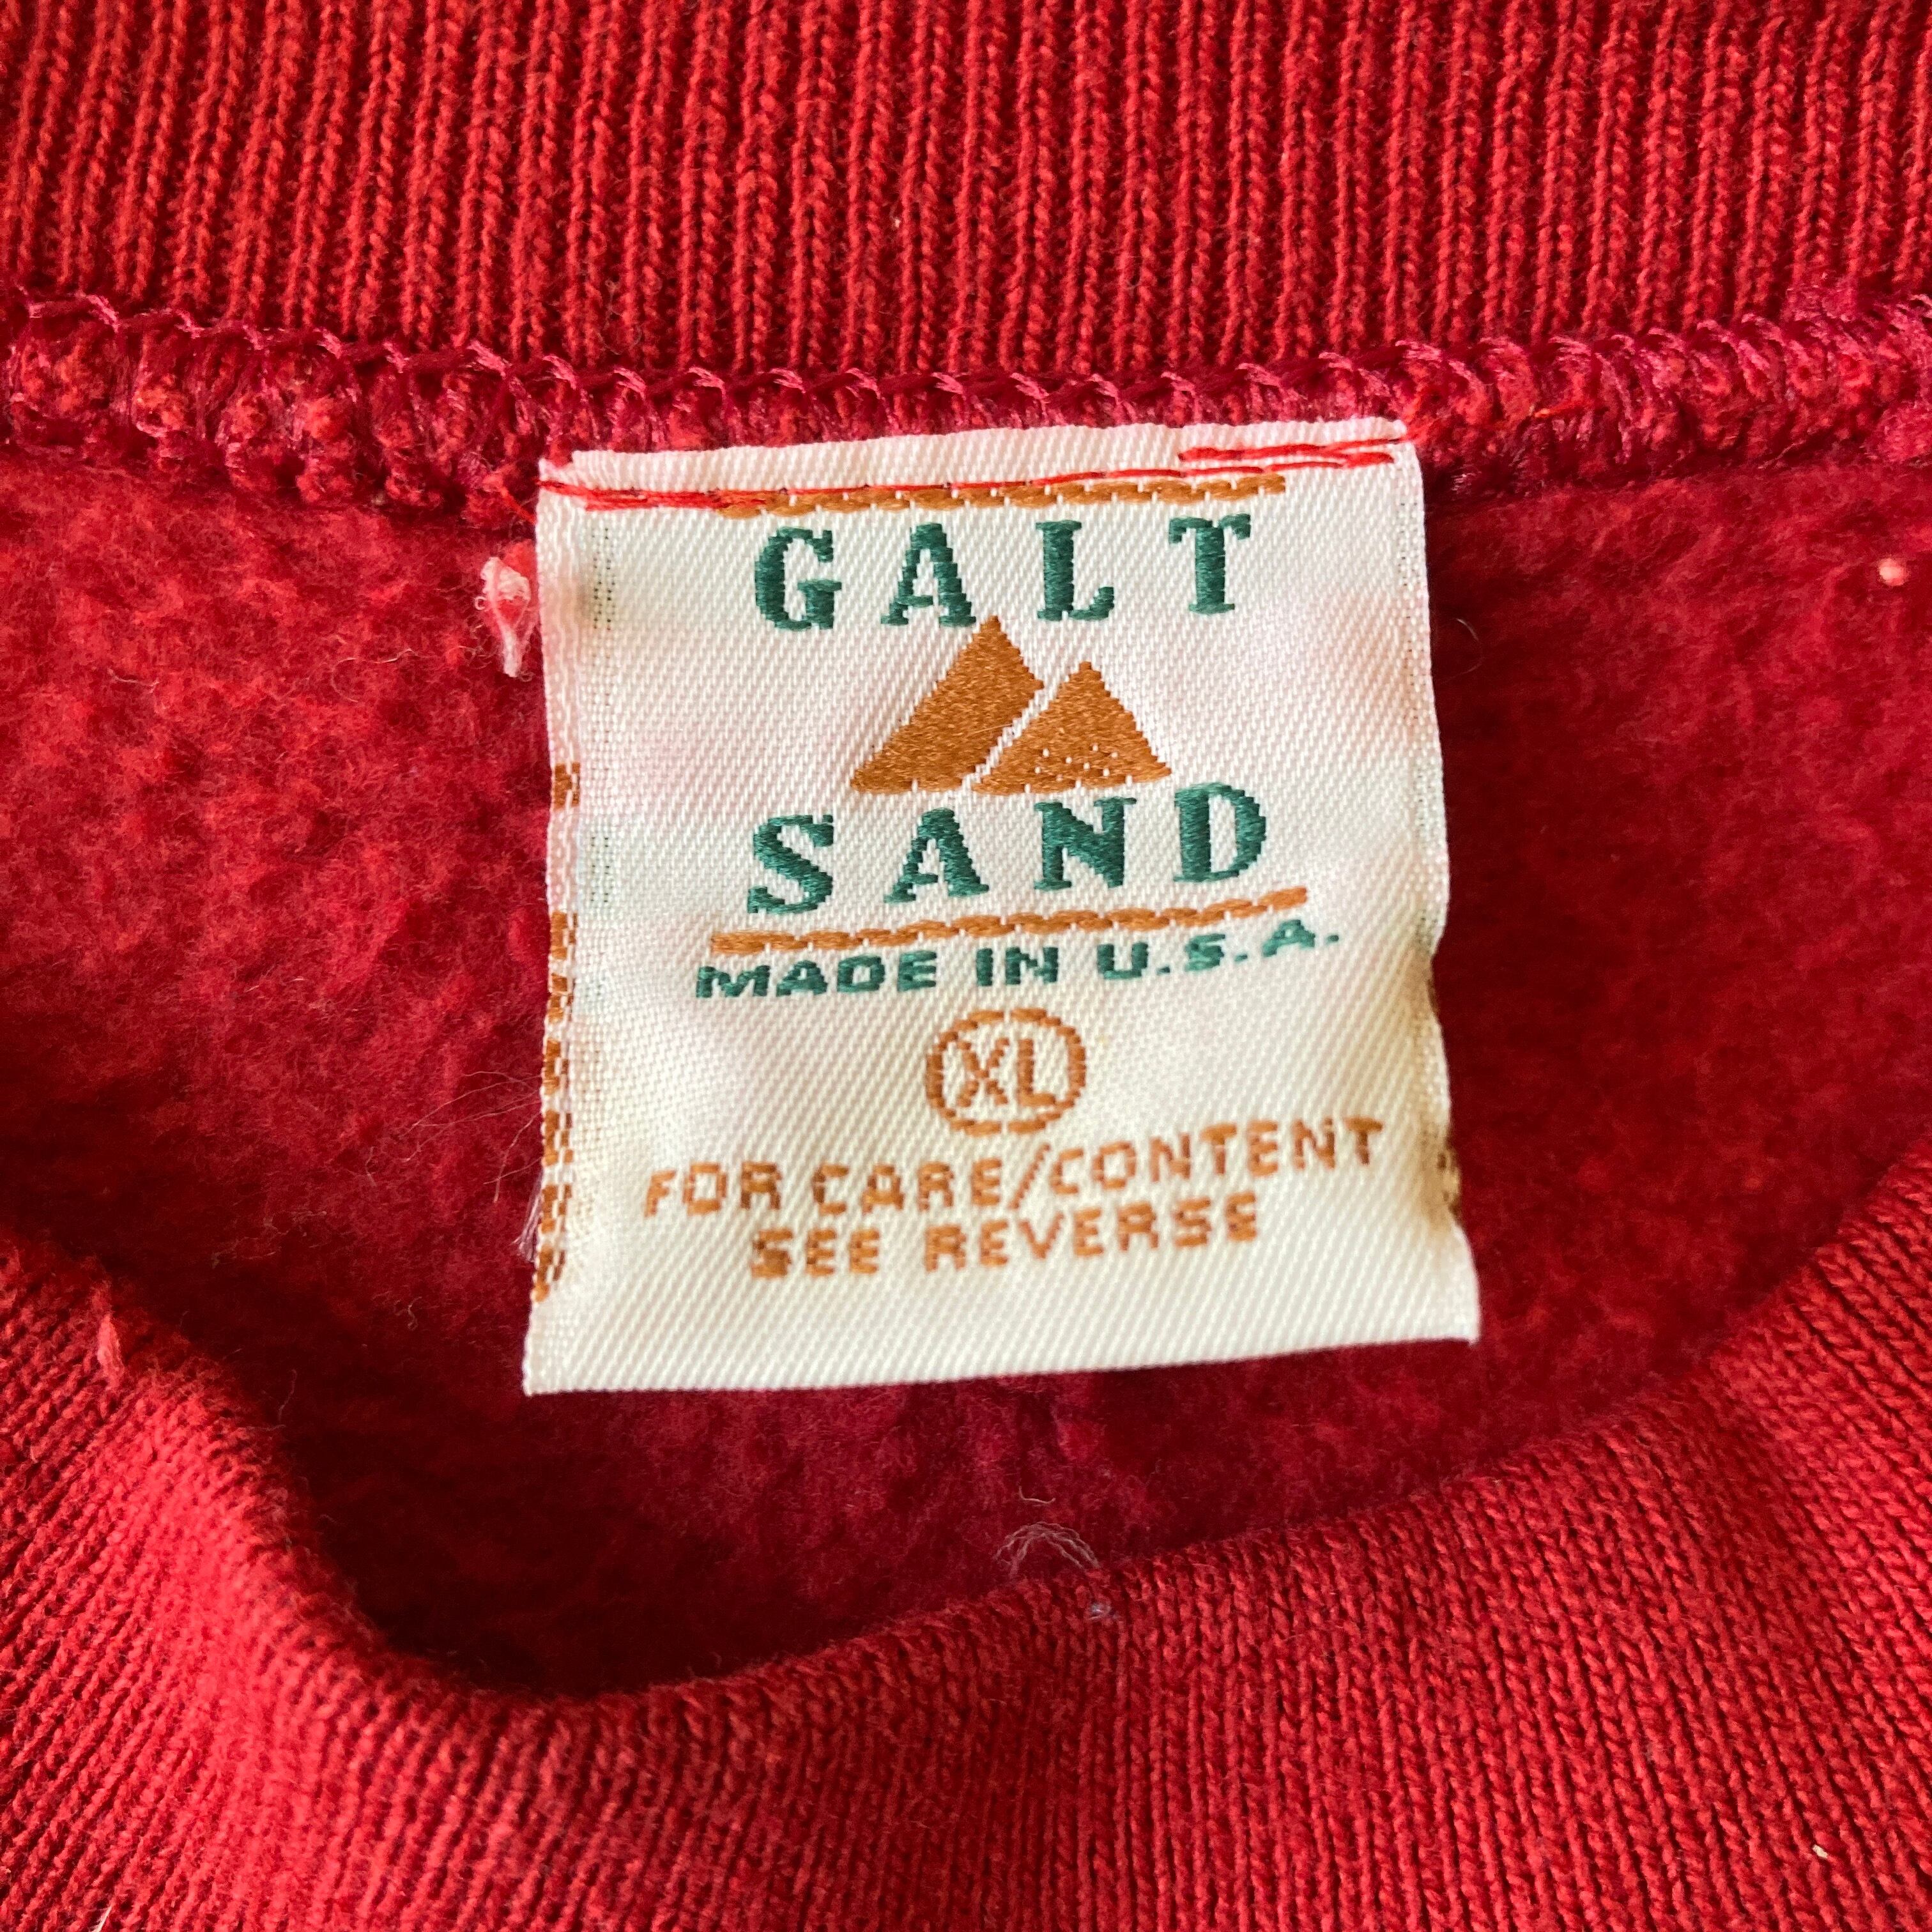 GALT
SAND
MADE IN U.S.A.
XL
FOR CARE/CONTENT
SEE REVERSE